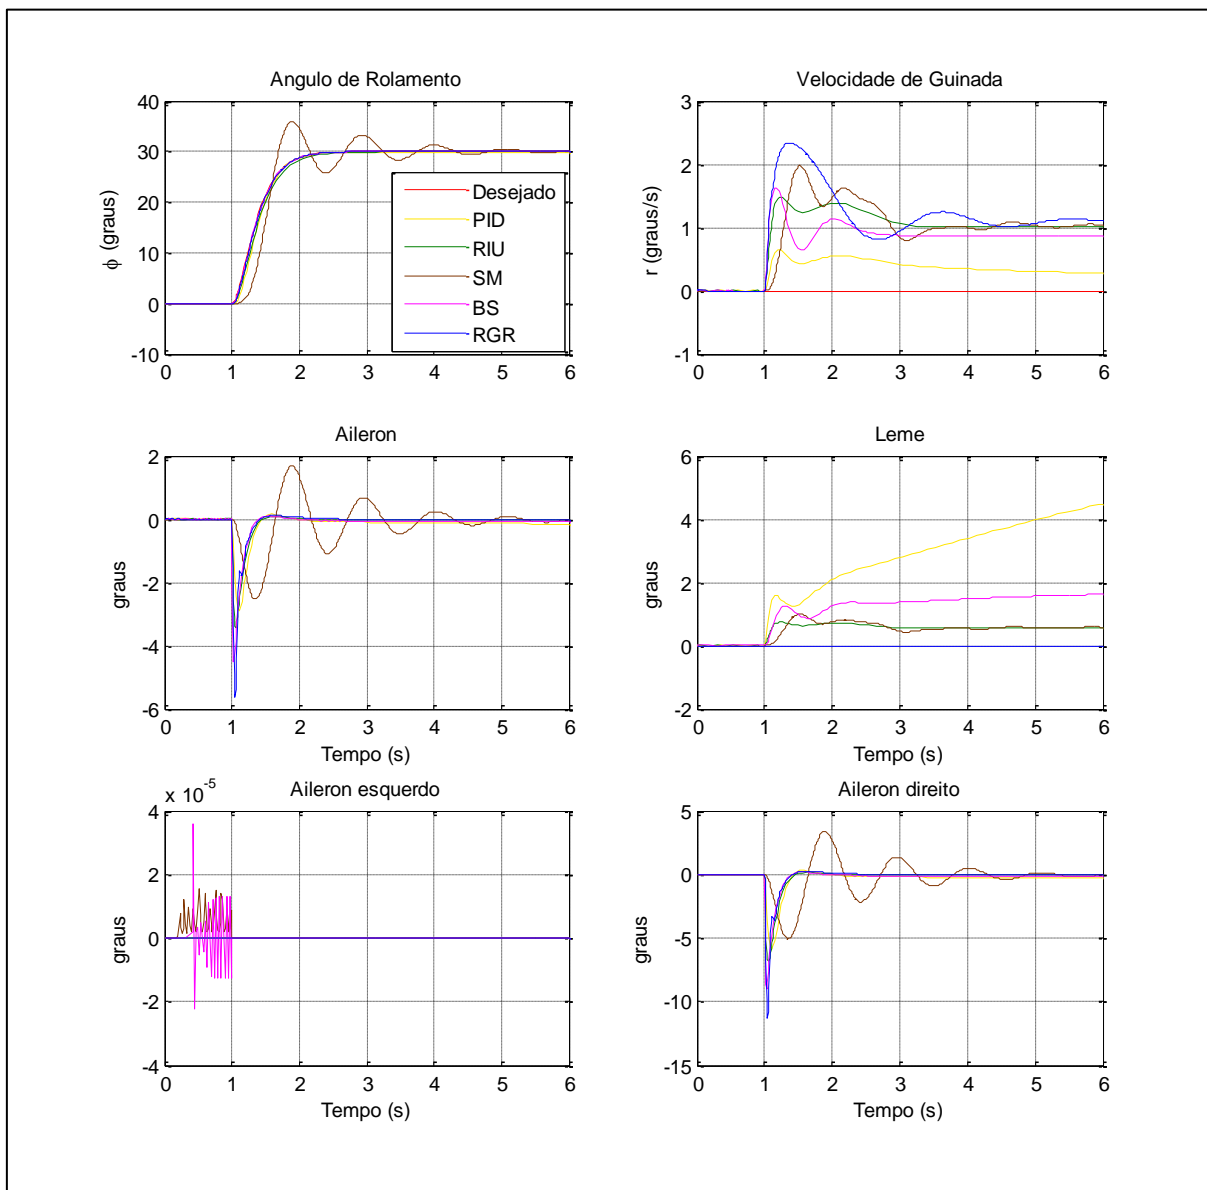 Angulo de Rolamento
40
30
20
10
0
-10
0 1 2 3 4 5 6
ϕ (graus)
Desejado
PID
RIU
SM
BS
RGR
Velocidade de Guinada
3
2
1
0
-1
0 1 2 3 4 5 6
r (graus/s)
Aileron
2
0
-2
-4
-6
0 1 2 3 4 5 6
graus
Tempo (s)
Leme
6
4
2
0
-2
0 1 2 3 4 5 6
graus
Tempo (s)
Aileron esquerdo
x 10^-5
4
2
0
-2
-4
0 1 2 3 4 5 6
graus
Tempo (s)
Aileron direito
5
0
-5
-10
-15
0 1 2 3 4 5 6
graus
Tempo (s)